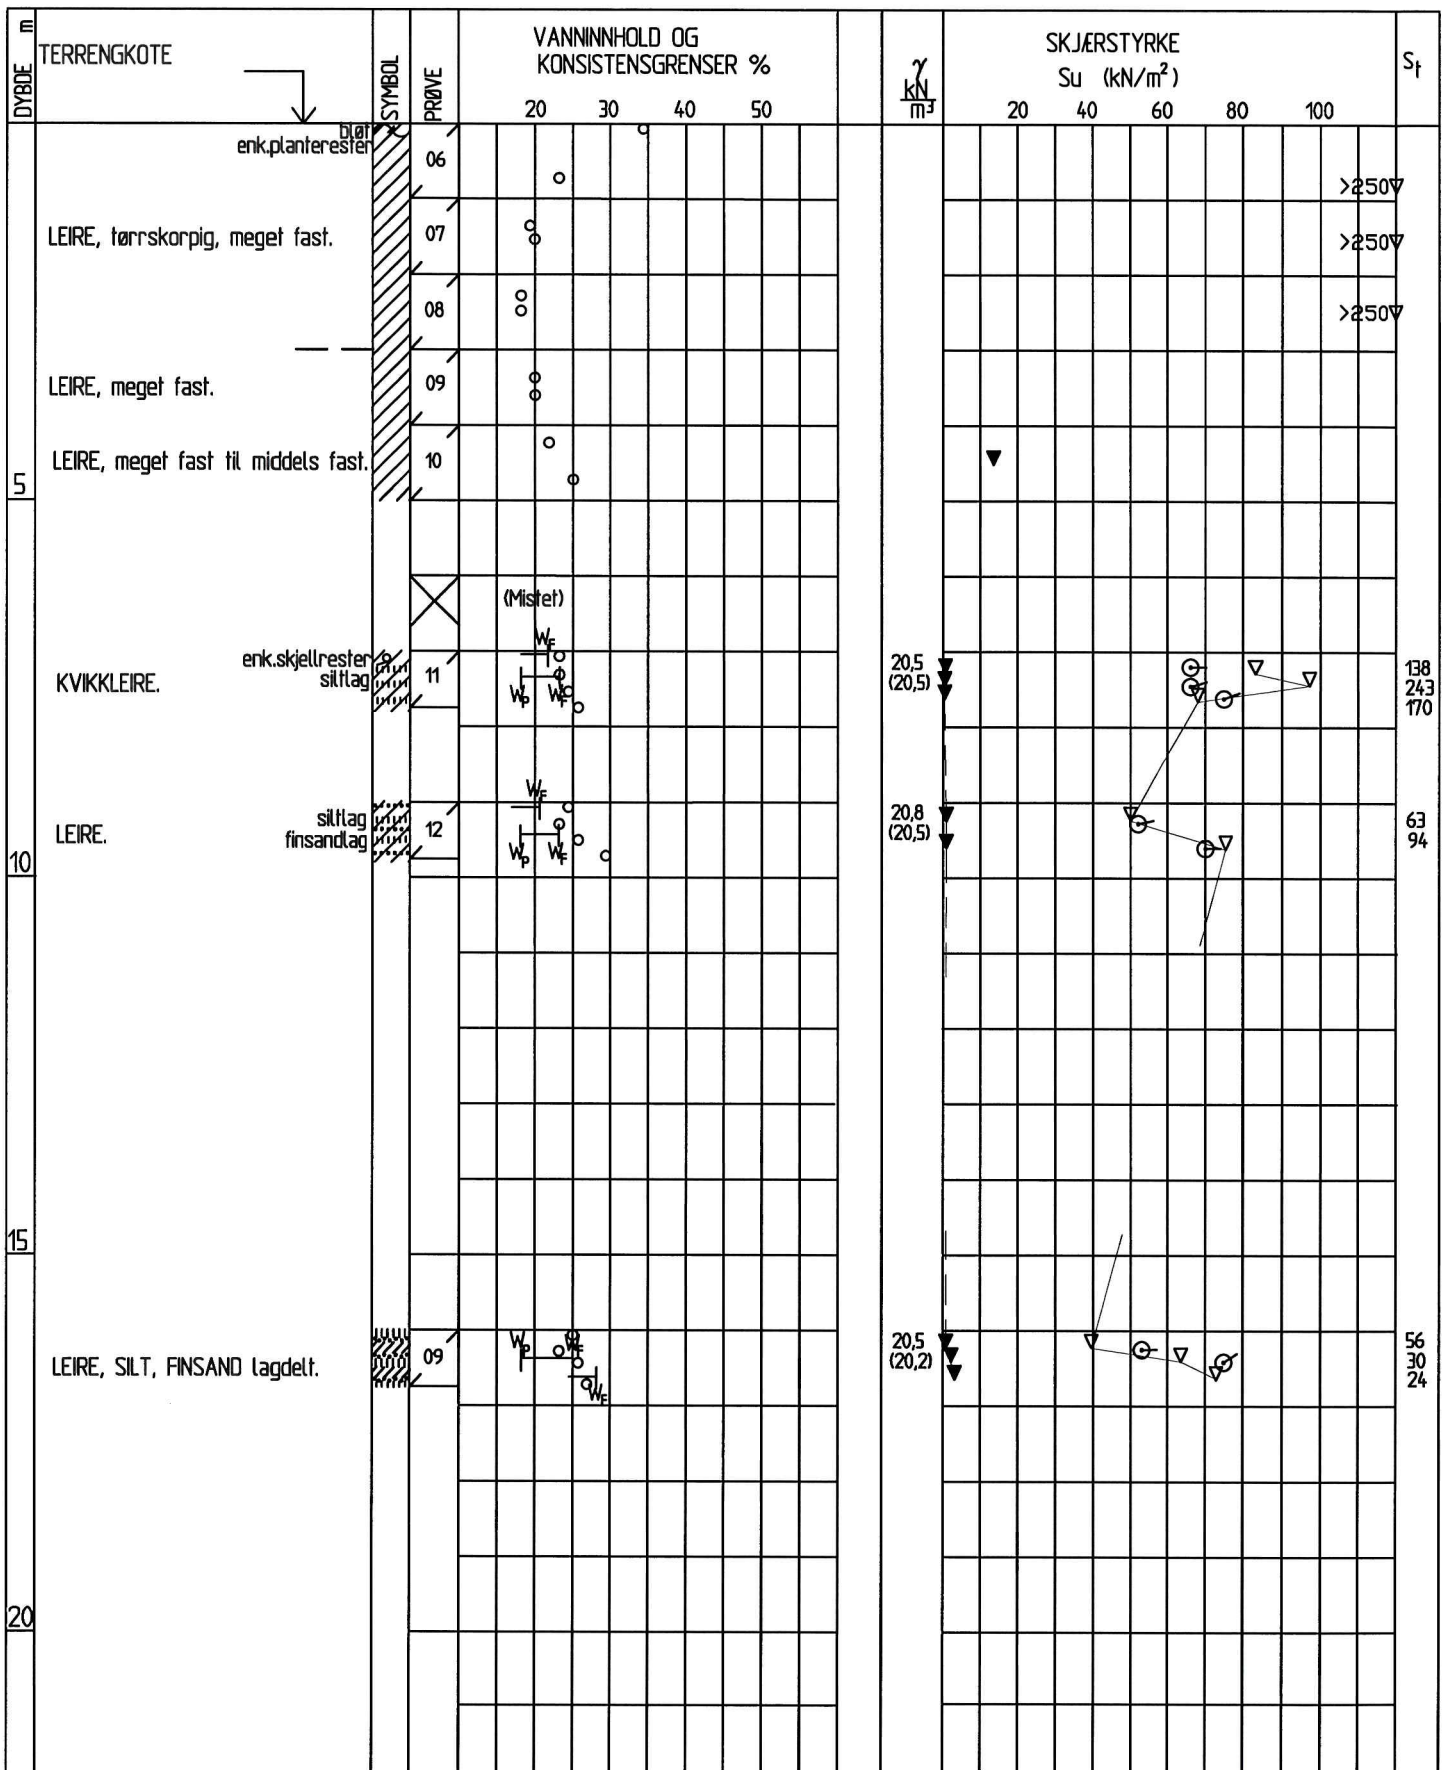 DYBDE m
TERRENGKOTE
SYMBOL
PRØVE
VANNINNHOLD OG
KONSISTENSGRENSER %
20 30 40 50
γ
kN
m³
SKJÆRSTYRKE
Su (kN/m²)
20 40 60 80 100
St
bløt
enk.planterester
06
>250
LEIRE, tørrskorpig, meget fast.
07
>250
08
>250
LEIRE, meget fast.
09
LEIRE, meget fast til middels fast.
10
5
(Mistet)
WF
enk.skjellrester
siltlag
KVIKKLEIRE.
11
Wp WF
20,5
(20,5)
138
243
170
WF
siltlag
finsandlag
LEIRE.
12
Wp WF
20,8
(20,5)
63
94
10
15
LEIRE, SILT, FINSAND lagdelt.
09
Wp WF
WF
20,5
(20,2)
56
30
24
20